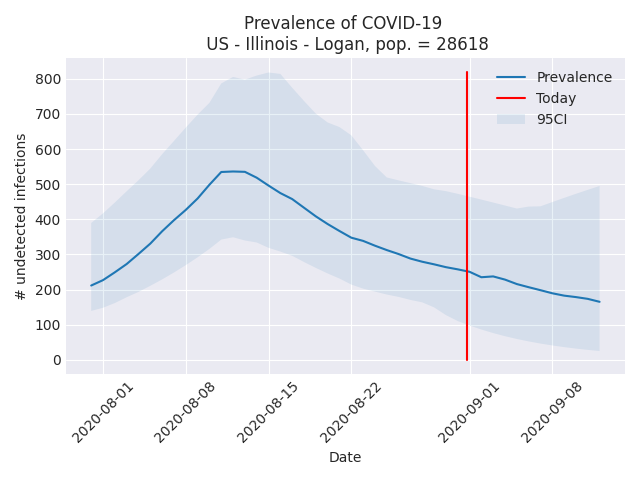 Prevalence of COVID-19
US - Illinois - Logan, pop. = 28618
Prevalence
Today
95CI
# undetected infections
800
700
600
500
400
300
200
100
0
2020-08-01
2020-08-08
2020-08-15
2020-08-22
2020-09-01
2020-09-08
Date